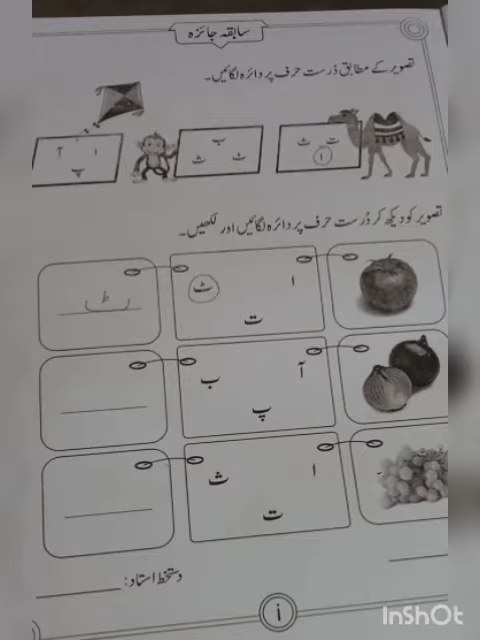 سابقہ جائزہ
تصویر کے مطابق درست حرف پر دائرہ لگائیں۔
ت ث ا
ب ٹ ث
ا آ پ
تصویر کو دیکھ کر درست حرف پر دائرہ لگائیں اور لکھیں۔
ا ٹ ت
ٹ
آ ب پ
ا ث ت
دستخط استاد:
i
InShOt